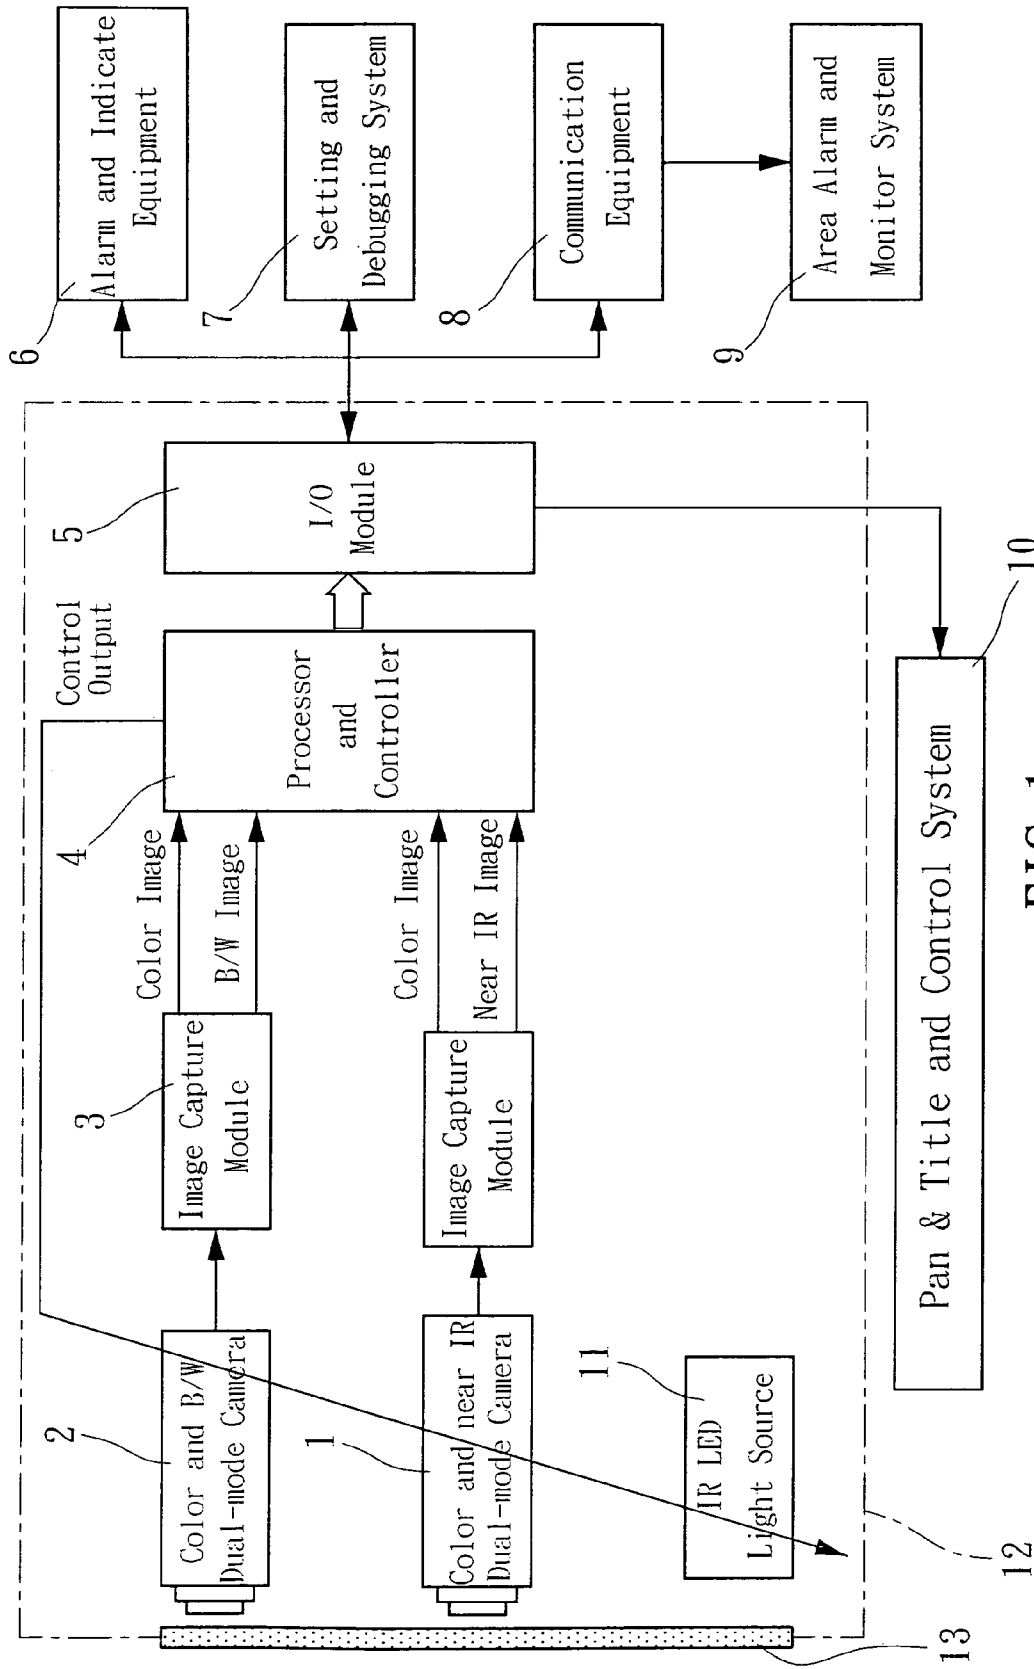 6
Alarm and Indicate
Equipment
7
Setting and
Debugging System
8
Communication
Equipment
9
Area Alarm and
Monitor System
5
I/O
Module
Control
Output
4
Processor
and
Controller
Color Image
B/W Image
Color Image
Near IR Image
3
Image Capture
Module
Image Capture
Module
2
Color and B/W
Dual-mode Camera
1
Color and near IR
Dual-mode Camera
11
IR LED
Light Source
12
13
10
Pan & Title and Control System